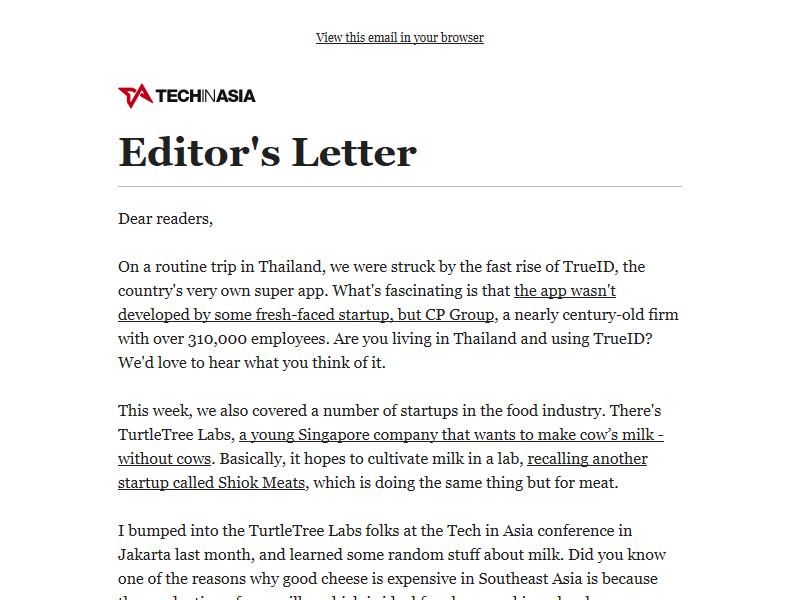 View this email in your browser
TECHINASIA
Editor's Letter
Dear readers,
On a routine trip in Thailand, we were struck by the fast rise of TrueID, the
country's very own super app. What's fascinating is that the app wasn't
developed by some fresh-faced startup, but CP Group, a nearly century-old firm
with over 310,000 employees. Are you living in Thailand and using TrueID?
We'd love to hear what you think of it.
This week, we also covered a number of startups in the food industry. There's
TurtleTree Labs, a young Singapore company that wants to make cow’s milk -
without cows. Basically, it hopes to cultivate milk in a lab, recalling another
startup called Shiok Meats, which is doing the same thing but for meat.
I bumped into the TurtleTree Labs folks at the Tech in Asia conference in
Jakarta last month, and learned some random stuff about milk. Did you know
one of the reasons why good cheese is expensive in Southeast Asia is because